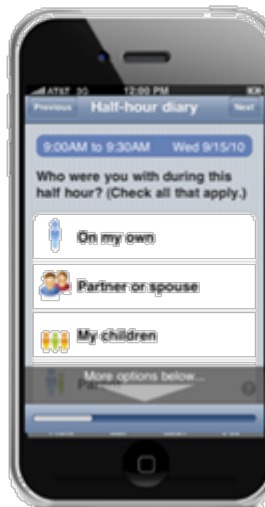 AT&T 3G 12:00 PM
Previous Half-hour diary Next
9:00AM to 9:30AM Wed 9/15/10
Who were you with during this
half hour? (Check all that apply.)
On my own
Partner or spouse
My children
More options below...